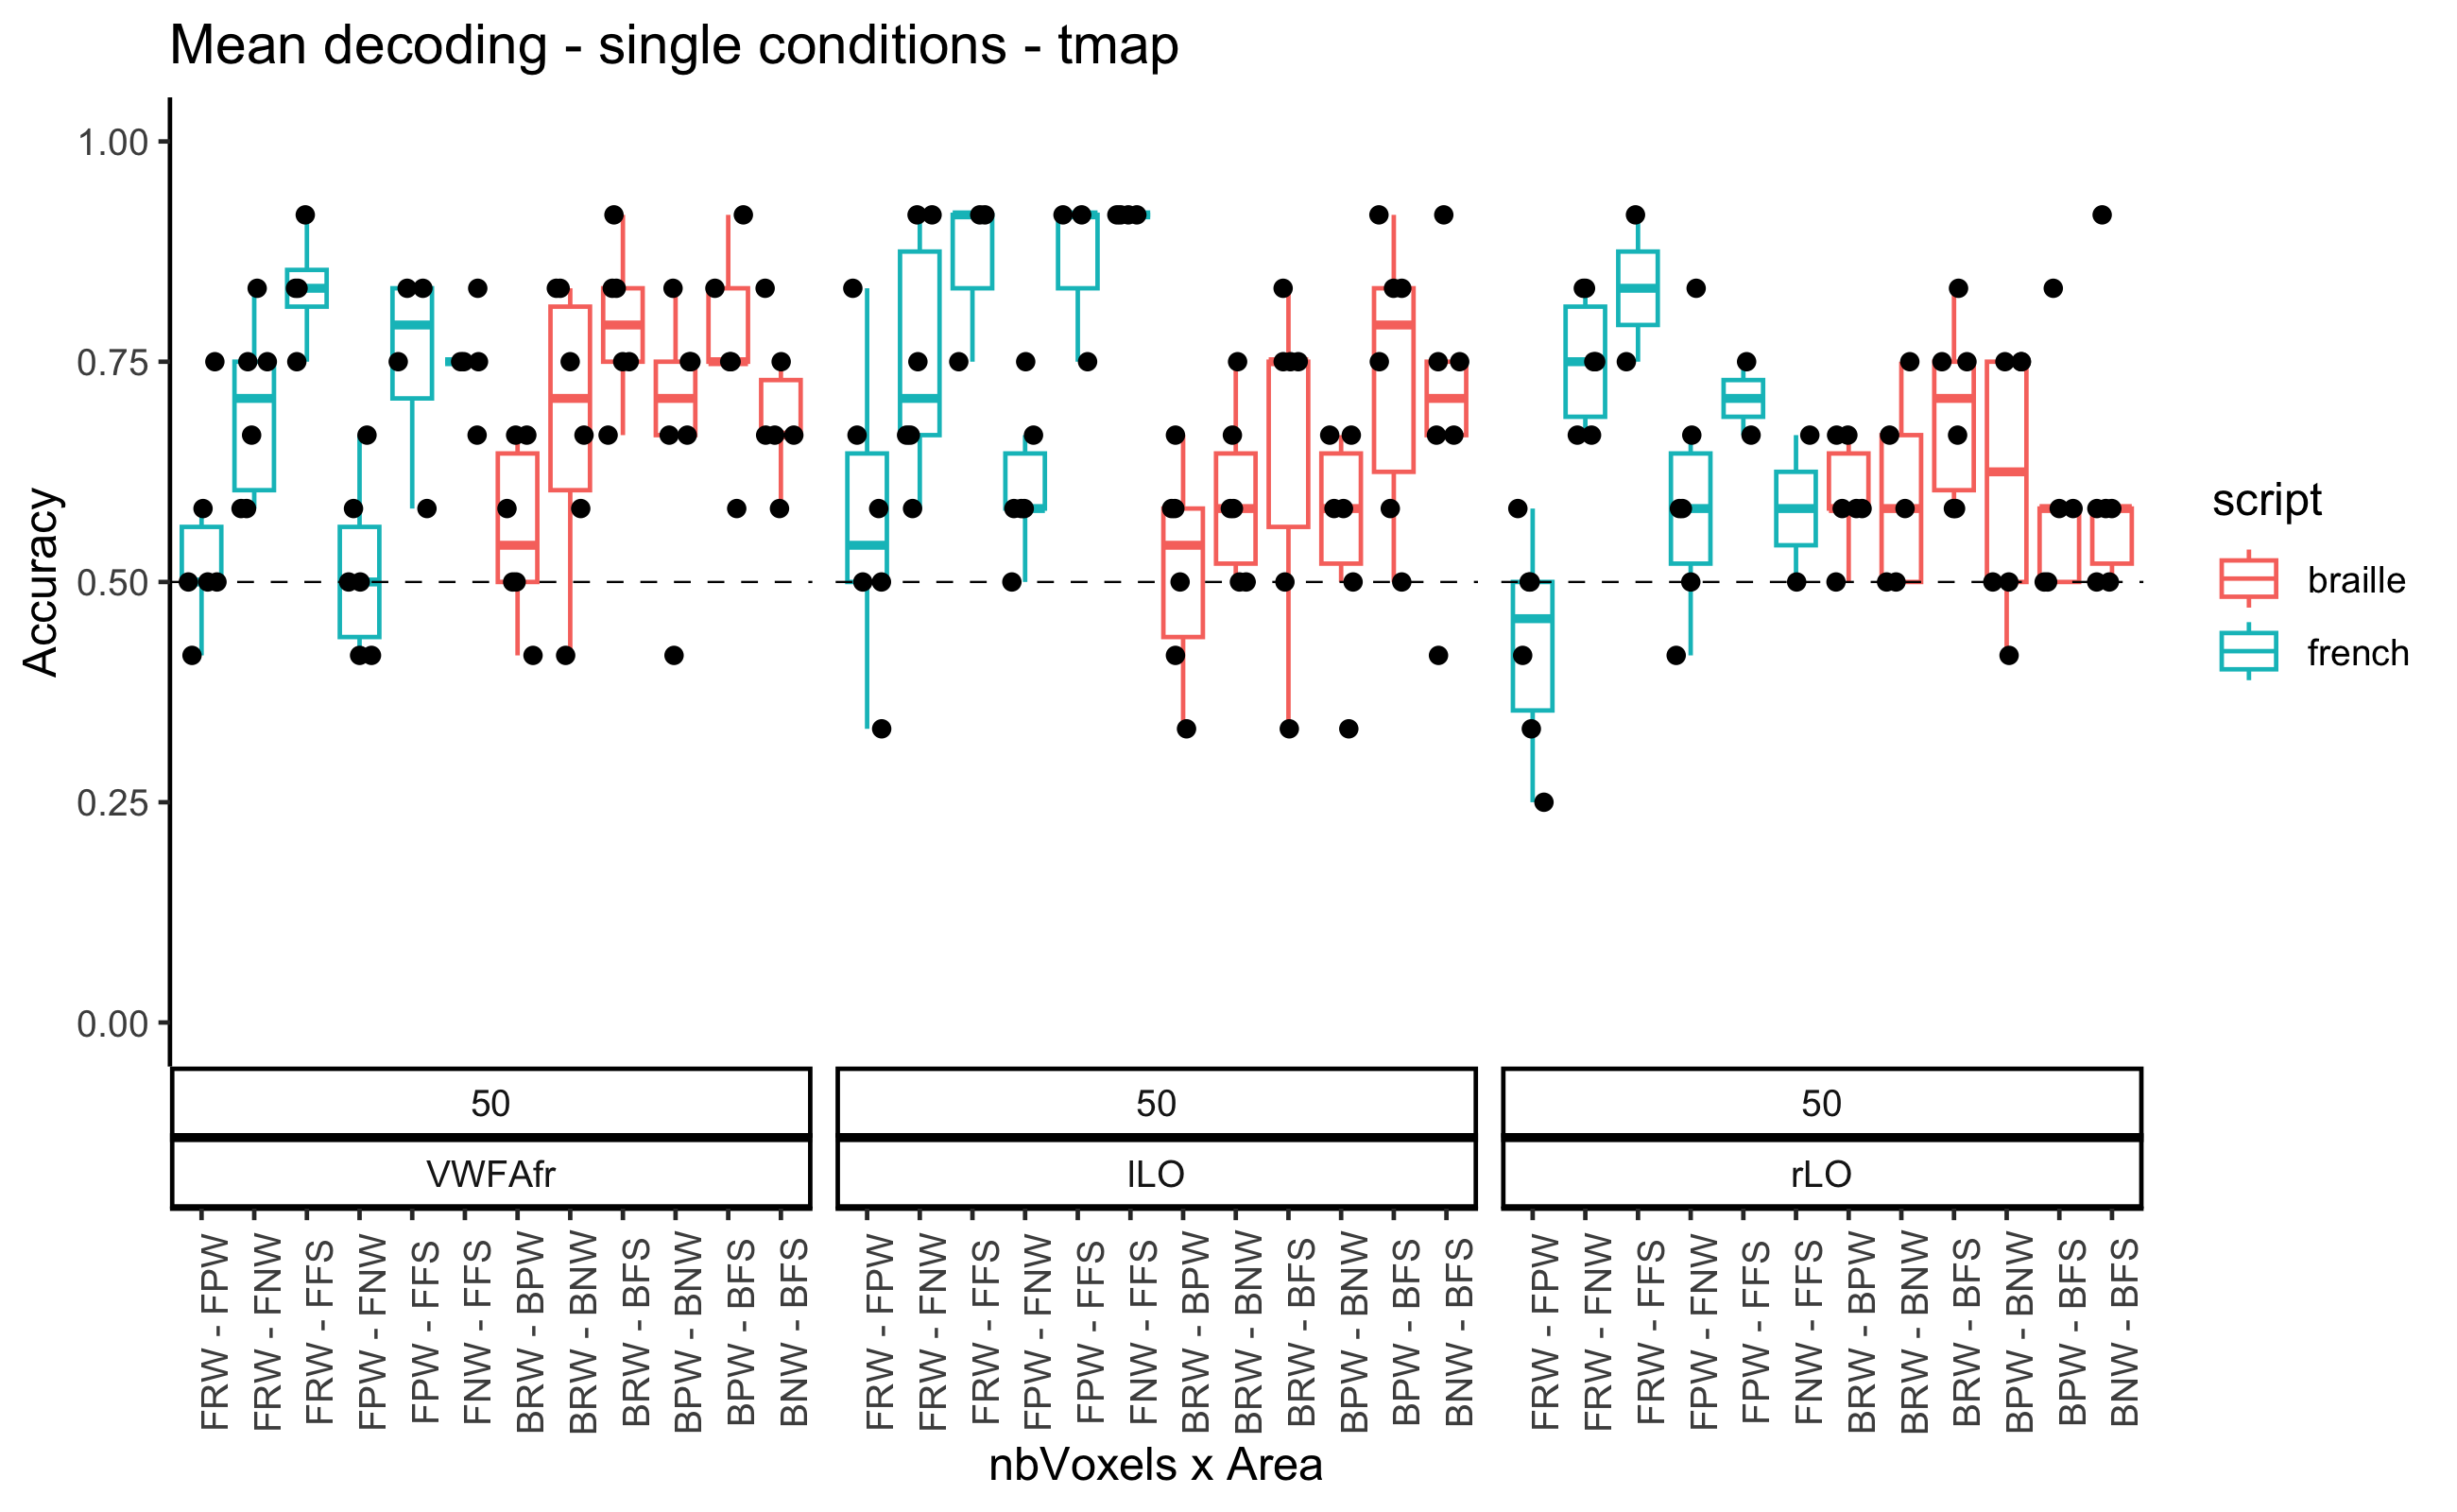 Mean decoding - single conditions - tmap
Accuracy
1.00
0.75
0.50
0.25
0.00
50
50
50
VWFAfr
lLO
rLO
FRW - FPW
FRW - FNW
FRW - FFS
FPW - FNW
FPW - FFS
FNW - FFS
BRW - BPW
BRW - BNW
BRW - BFS
BPW - BNW
BPW - BFS
BNW - BFS
FRW - FPW
FRW - FNW
FRW - FFS
FPW - FNW
FPW - FFS
FNW - FFS
BRW - BPW
BRW - BNW
BRW - BFS
BPW - BNW
BPW - BFS
BNW - BFS
FRW - FPW
FRW - FNW
FRW - FFS
FPW - FNW
FPW - FFS
FNW - FFS
BRW - BPW
BRW - BNW
BRW - BFS
BPW - BNW
BPW - BFS
BNW - BFS
nbVoxels x Area
script
braille
french